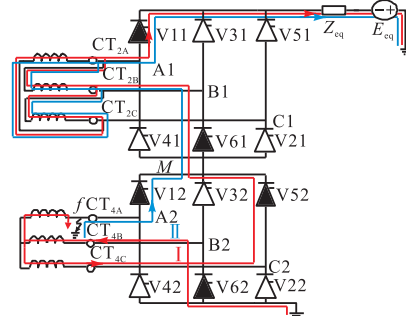 CT2A V11 V31 V51 Zeq Eeq
A1
CT2B
B1
CT2C C1
V41 V61 V21
M
V12 V32 V52
fCT4A A2
II
CT4B B2
I
CT4C C2
V42 V62 V22